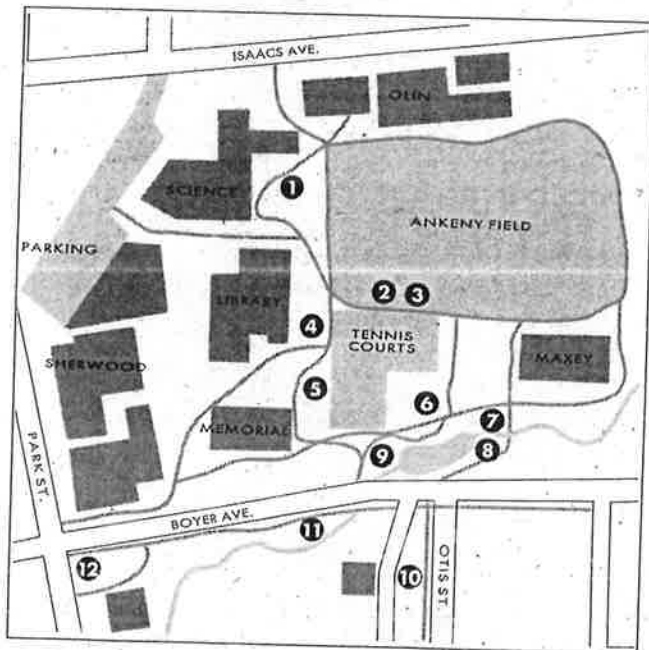 ISAACS AVE.
OLIN
SCIENCE
1
ANKENY FIELD
PARKING
2
3
LIBRARY
4
TENNIS
COURTS
SHERWOOD
MAXEY
5
6
MEMORIAL
7
8
9
PARK ST.
BOYER AVE.
11
12
10
OTIS ST.